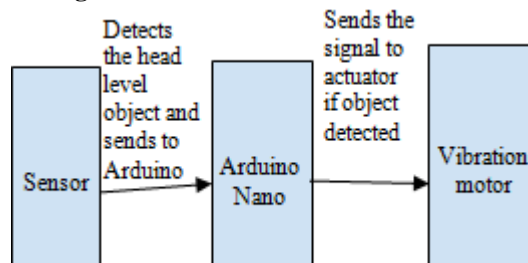 Detects
the head
level
object and
sends to
Arduino
Sends the
signal to
actuator
if object
detected
Sensor
Arduino
Nano
Vibration
motor